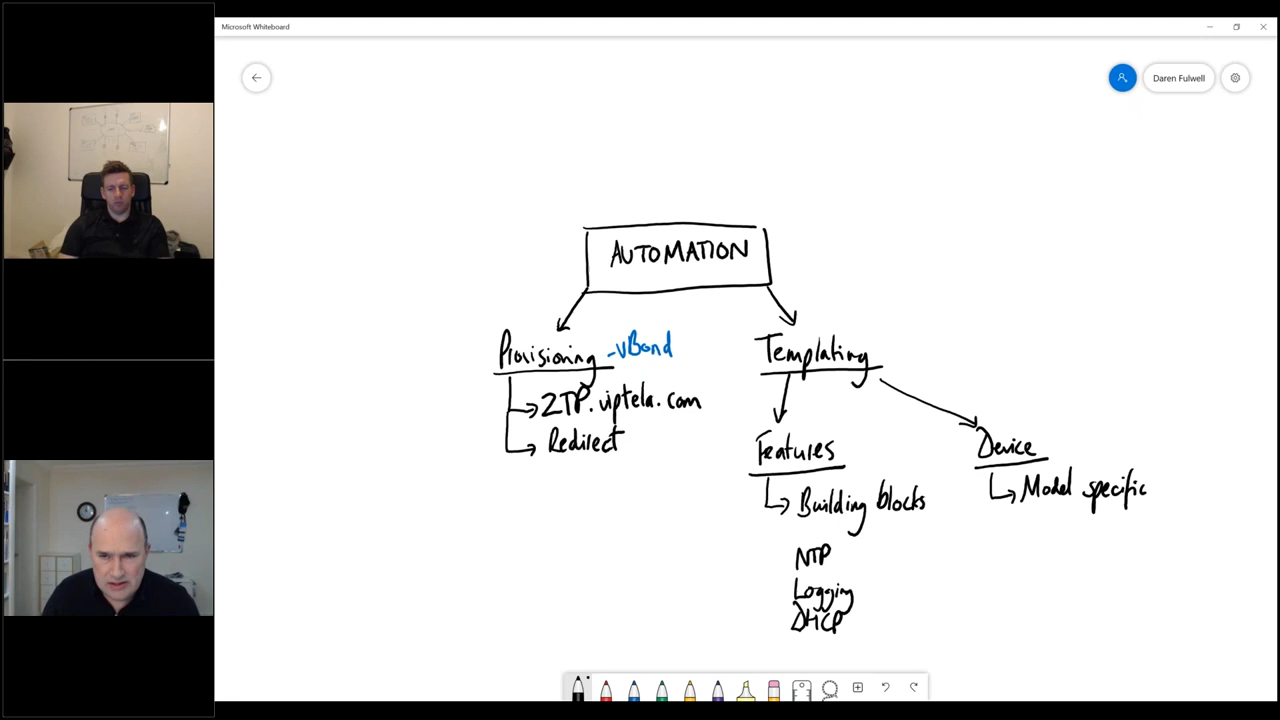 Microsoft Whiteboard
Daren Fulwell
AUTOMATION
Provisioning - vBond
Templating
ZTP.viptela.com
Redirect
Features
Device
Building blocks
Model specific
NTP
Logging
DHCP